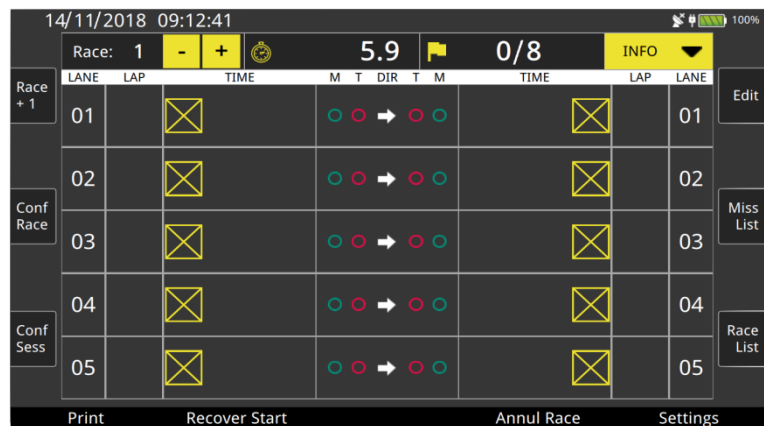 14/11/2018 09:12:41 100%
Race: 1 - + 5.9 0/8 INFO
LANE LAP TIME M T DIR T M TIME LAP LANE
Race + 1
Edit
01 01
02 02
Conf Race
Miss List
03 03
04 04
Conf Sess
Race List
05 05
Print Recover Start Annul Race Settings